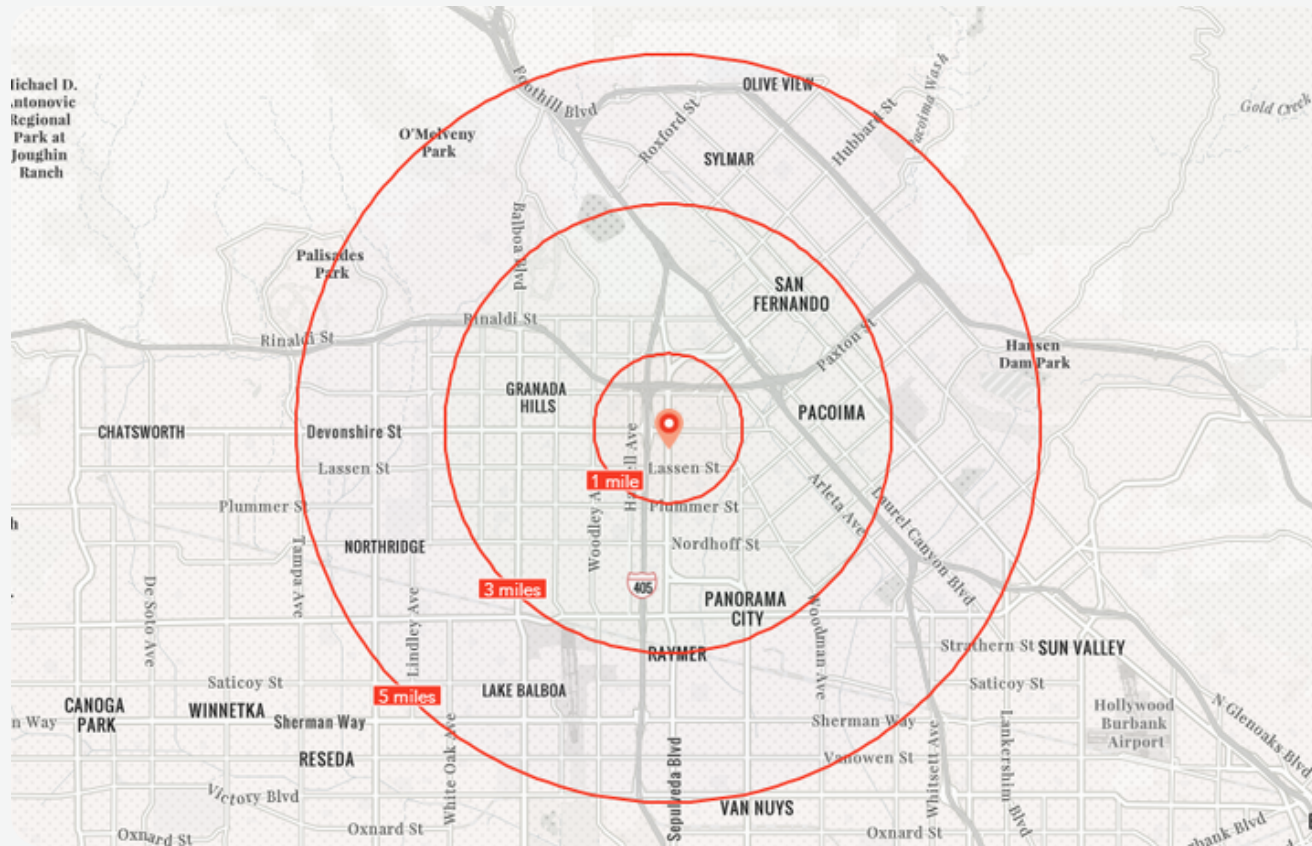 Foothill Blvd
OLIVE VIEW
Pacoima Wash
Gold Creek
Michael D.
Antonovic
Regional
Park at
Joughin
Ranch
O'Melveny
Park
Roxford St
Hubbard St
SYLMAR
Balboa Blvd
Palisades
Park
SAN
FERNANDO
Rinaldi St
Rinaldi St
Paxton St
Hansen
Dam Park
GRANADA
HILLS
PACOIMA
CHATSWORTH
Devonshire St
Lassen St
Lassen St
1 mile
Plummer St
Plummer St
Woodley A
Ha ell Ave
Arleta Ave
Laurel Canyon Blvd
NORTHRIDGE
Nordhoff St
Tampa Ave
De Soto Ave
Lindley Ave
3 miles
405
PANORAMA
CITY
Woodman Ave
RAYMER
Strathern St
SUN VALLEY
Saticoy St
Saticoy St
5 miles
LAKE BALBOA
CANOGA
PARK
WINNETKA
n Way
Sherman Way
Sherman Way
Hollywood
Burbank
Airport
N Glenoaks Blvd
RESEDA
White Oak Ave
Sepulveda Blvd
Vanowen St
Whitsett Ave
Lankershim Blvd
Victory Blvd
VAN NUYS
Oxnard St
Oxnard St
Oxnard St
rbank Blvd